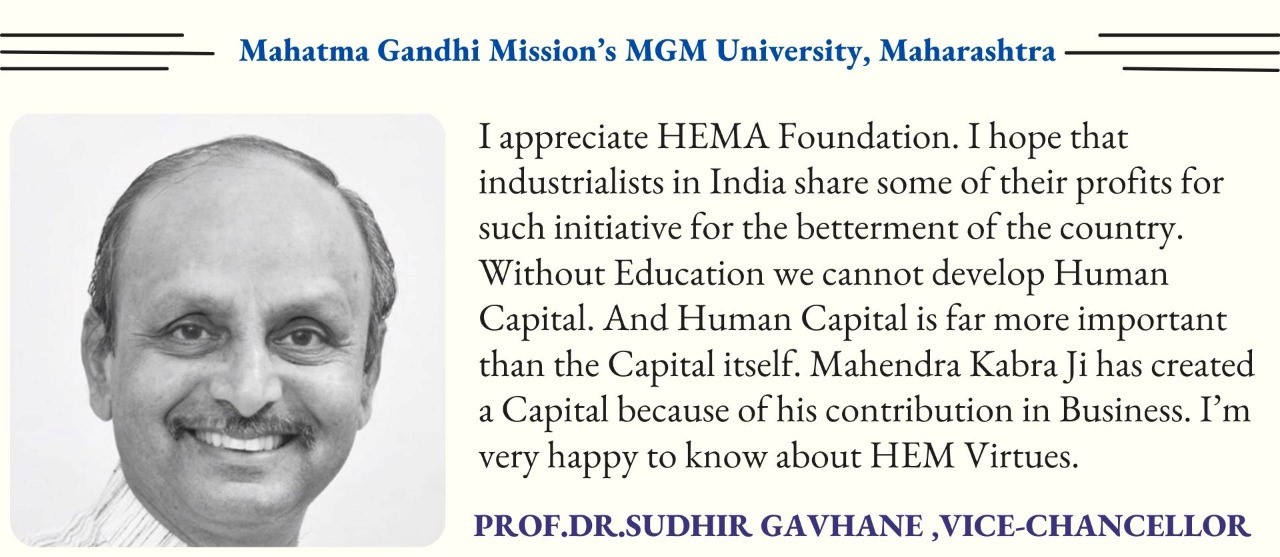 Mahatma Gandhi Mission’s MGM University, Maharashtra
I appreciate HEMA Foundation. I hope that
industrialists in India share some of their profits for
such initiative for the betterment of the country.
Without Education we cannot develop Human
Capital. And Human Capital is far more important
than the Capital itself. Mahendra Kabra Ji has created
a Capital because of his contribution in Business. I’m
very happy to know about HEM Virtues.
PROF.DR.SUDHIR GAVHANE ,VICE-CHANCELLOR